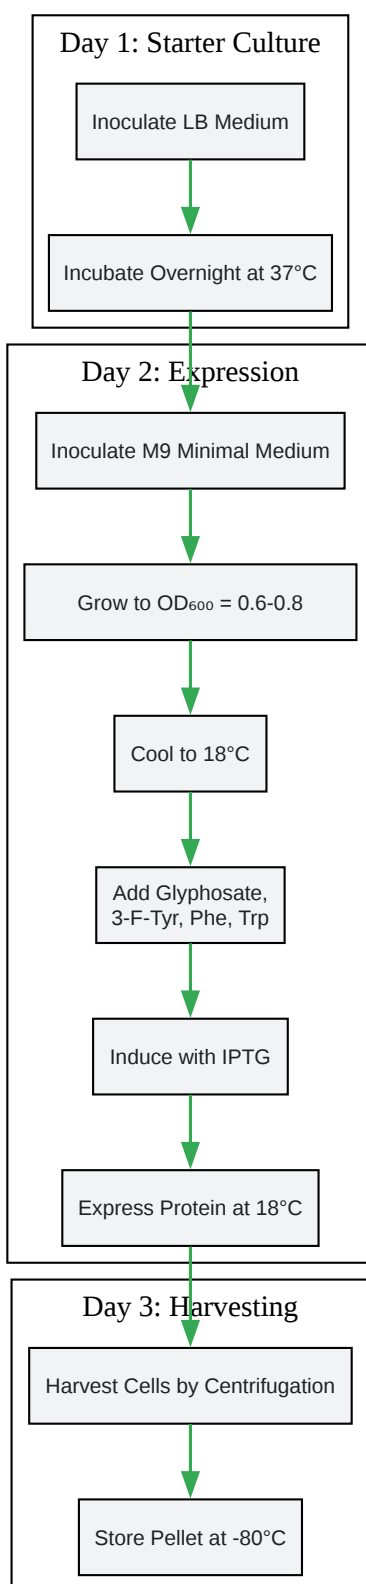 Day 1: Starter Culture
Inoculate LB Medium
Incubate Overnight at 37°C
Day 2: Expression
Inoculate M9 Minimal Medium
Grow to OD₆₀₀ = 0.6-0.8
Cool to 18°C
Add Glyphosate,
3-F-Tyr, Phe, Trp
Induce with IPTG
Express Protein at 18°C
Day 3: Harvesting
Harvest Cells by Centrifugation
Store Pellet at -80°C